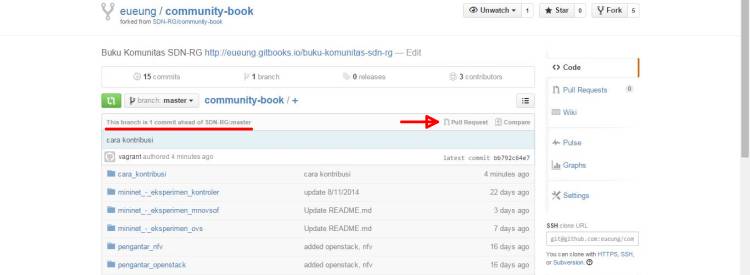 eueung / community-book
forked from SDN-RG/community-book
Unwatch 1 Star 0 Fork 5
Buku Komunitas SDN-RG http://eueung.gitbooks.io/buku-komunitas-sdn-rg — Edit
15 commits 1 branch 0 releases 3 contributors
branch: master community-book / +
This branch is 1 commit ahead of SDN-RG:master Pull Request Compare
cara kontribusi
vagrant authored 4 minutes ago latest commit bb792c64e7
cara_kontribusi cara kontribusi 4 minutes ago
mininet_-_eksperimen_kontroler update 8/11/2014 22 days ago
mininet_-_eksperimen_mnovsof Update README.md 3 days ago
mininet_-_eksperimen_ovs Update README.md 7 days ago
pengantar_nfv added openstack, nfv 16 days ago
pengantar_openstack added openstack, nfv 16 days ago
Code
Pull Requests 0
Wiki
Pulse
Graphs
Settings
SSH clone URL
git@github.com:eueung/com
You can clone with HTTPS, SSH,
or Subversion.